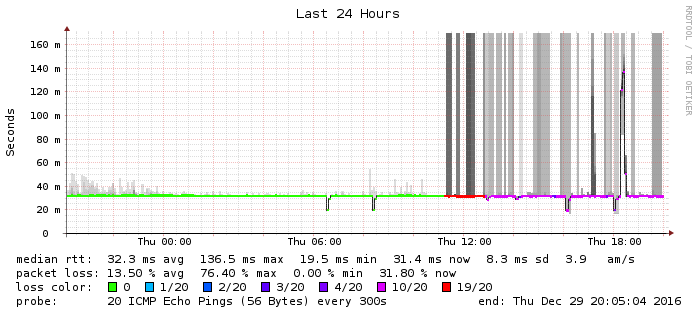 Last 24 Hours
RRDTOOL / TOBI OETIKER
Seconds
160 m
140 m
120 m
100 m
80 m
60 m
40 m
20 m
0
Thu 00:00 Thu 06:00 Thu 12:00 Thu 18:00
median rtt: 32.3 ms avg 136.5 ms max 19.5 ms min 31.4 ms now 8.3 ms sd 3.9 am/s
packet loss: 13.50 % avg 76.40 % max 0.00 % min 31.80 % now
loss color: 0 1/20 2/20 3/20 4/20 10/20 19/20
probe: 20 ICMP Echo Pings (56 Bytes) every 300s end: Thu Dec 29 20:05:04 2016